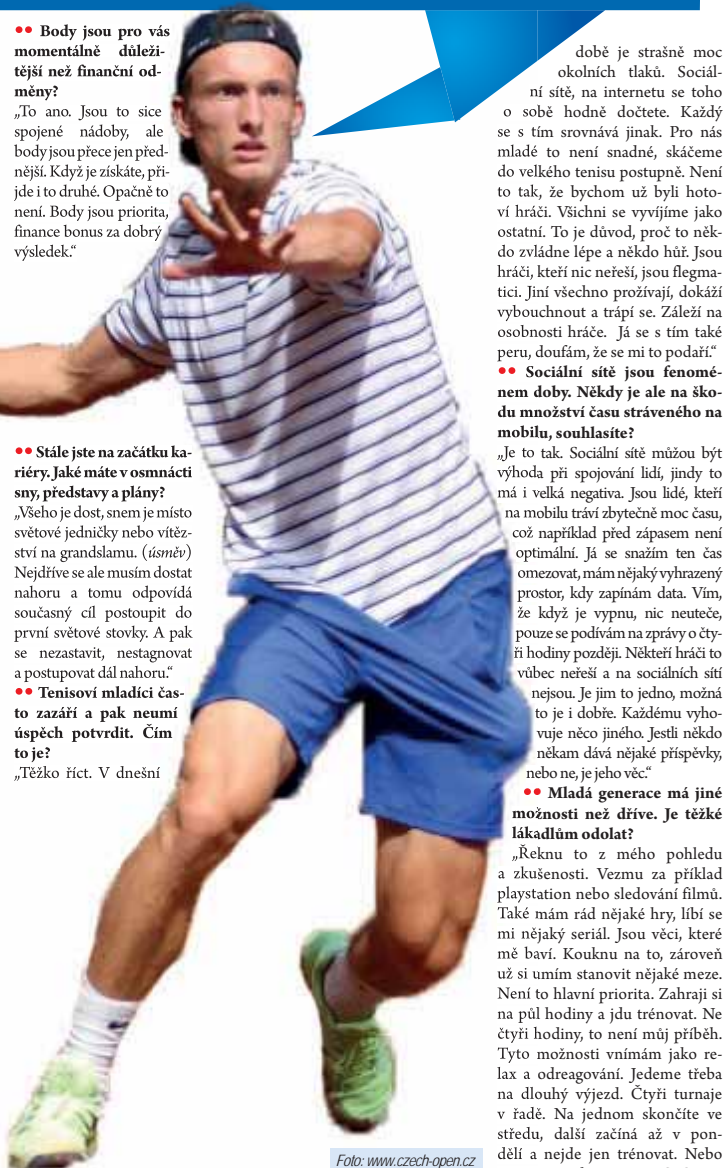 •• Body jsou pro vás
momentálně důleži-
tější než finanční od-
měny?
„To ano. Jsou to sice
spojené nádoby, ale
body jsou přece jen před-
nější. Když je získáte, při-
jde i to druhé. Opačně to
není. Body jsou priorita,
finance bonus za dobrý
výsledek.“
•• Stále jste na začátku ka-
riéry. Jaké máte v osmnácti
sny, představy a plány?
„Všeho je dost, snem je místo
světové jedničky nebo vítěz-
ství na grandslamu. (úsměv)
Nejdříve se ale musím dostat
nahoru a tomu odpovídá
současný cíl postoupit do
první světové stovky. A pak
se nezastavit, nestagnovat
a postupovat dál nahoru.“
•• Tenisoví mladíci čas-
to zazáří a pak neumí
úspěch potvrdit. Čím
to je?
„Těžko říct. V dnešní
době je strašně moc
okolních tlaků. Sociál-
ní sítě, na internetu se toho
o sobě hodně dočtete. Každý
se s tím srovnává jinak. Pro nás
mladé to není snadné, skáčeme
do velkého tenisu postupně. Není
to tak, že bychom už byli hoto-
ví hráči. Všichni se vyvíjíme jako
ostatní. To je důvod, proč to něk-
do zvládne lépe a někdo hůř. Jsou
hráči, kteří nic neřeší, jsou flegma-
tici. Jiní všechno prožívají, dokáží
vybouchnout a trápí se. Záleží na
osobnosti hráče. Já se s tím také
peru, doufám, že se mi to podaří.“
•• Sociální sítě jsou fenomé-
nem doby. Někdy je ale na ško-
du množství času stráveného na
mobilu, souhlasíte?
„Je to tak. Sociální sítě můžou být
výhoda při spojování lidí, jindy to
má i velká negativa. Jsou lidé, kteří
na mobilu tráví zbytečně moc času,
což například před zápasem není
optimální. Já se snažím ten čas
omezovat, mám nějaký vyhrazený
prostor, kdy zapínám data. Vím,
že když je vypnu, nic neuteče,
pouze se podívám na zprávy o čty-
ři hodiny později. Někteří hráči to
vůbec neřeší a na sociálních sítí
nejsou. Je jim to jedno, možná
to je i dobře. Každému vyho-
vuje něco jiného. Jestli někdo
někam dává nějaké příspěvky,
nebo ne, je jeho věc.“
•• Mladá generace má jiné
možnosti než dříve. Je těžké
lákadlům odolat?
„Řeknu to z mého pohledu
a zkušenosti. Vezmu za příklad
playstation nebo sledování filmů.
Také mám rád nějaké hry, líbí se
mi nějaký seriál. Jsou věci, které
mě baví. Kouknu na to, zároveň
už si umím stanovit nějaké meze.
Není to hlavní priorita. Zahraji si
na půl hodiny a jdu trénovat. Ne
čtyři hodiny, to není můj příběh.
Tyto možnosti vnímám jako re-
lax a odreagování. Jedeme třeba
na dlouhý výjezd. Čtyři turnaje
v řadě. Na jednom skončíte ve
středu, další začíná až v pon-
dělí a nejde jen trénovat. Nebo
Foto: www.czech-open.cz